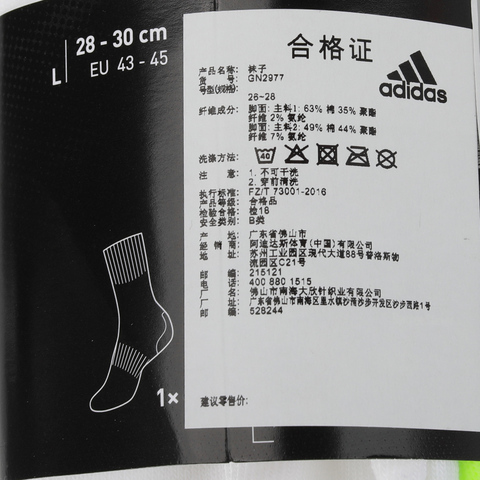 28 - 30 cm
L
EU 43 - 45
1×
合格证
adidas
产品名称: 袜子
货 号: GN2977
号型(规格):
26-28
纤维成分: 脚面: 主料1: 63% 棉 35% 聚酯
纤维 2% 氨纶
脚面: 主料2: 49% 棉 44% 聚酯
纤维 7% 氨纶
洗涤方法: 40
注 意: 1. 不可干洗
2. 穿前清洗
执行标准: FZ/T 73001-2016
产品等级: 合格品
检验合格: 检16
安全类别: B类
产 地: 广东省佛山市
经 销 商: 阿迪达斯体育(中国)有限公司
地 址: 苏州工业园区现代大道88号普洛斯物
流园区C21号
邮 编: 215121
电 话: 400 880 1515
厂 名: 佛山市南海大欣针织业有限公司
厂 址: 广东省佛山市南海区里水镇沙涌沙步开发区沙步西路1号
邮 编: 528244
建议零售价: